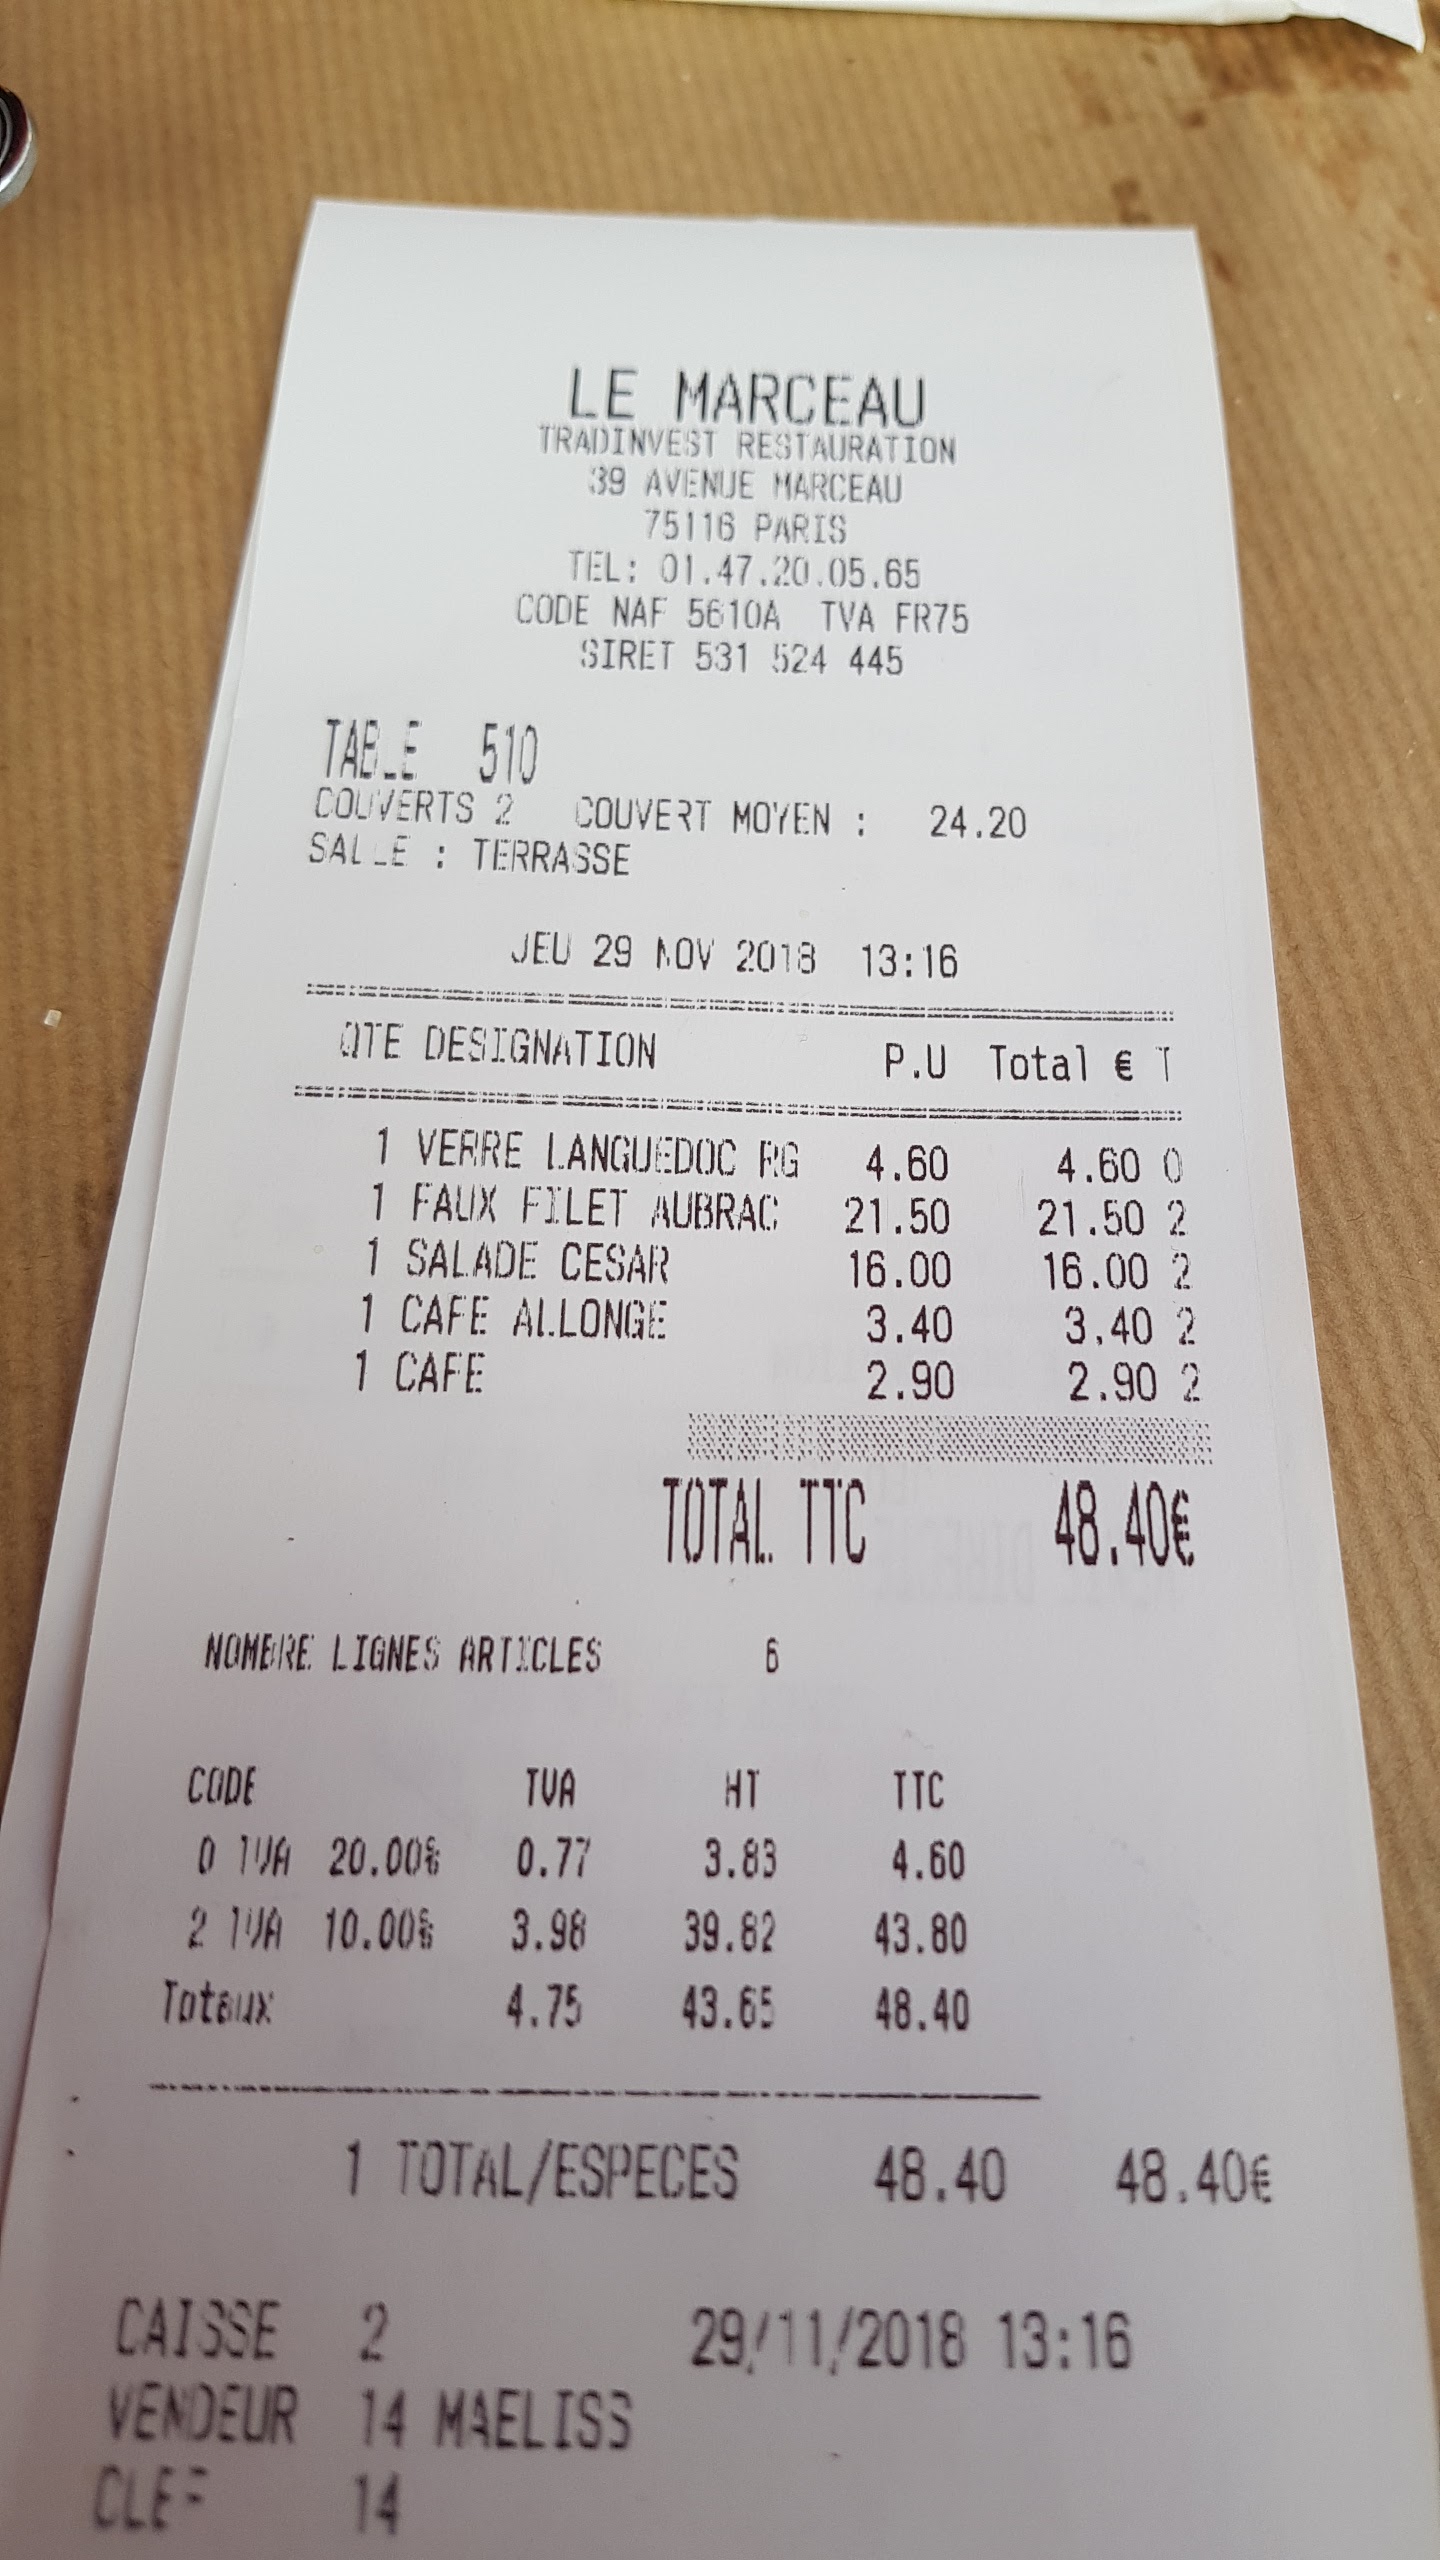 LE MARCEAU
TRADINVEST RESTAURATION
39 AVENUE MARCEAU
75116 PARIS
TEL: 01.47.20.05.65
CODE NAF 5610A TVA FR75
SIRET 531 524 445
TABLE 510
COUVERTS 2 COUVERT MOYEN : 24.20
SALLE : TERRASSE
JEU 29 NOV 2018 13:16
QTE DESIGNATION P.U Total € T
1 VERRE LANGUEDOC RG 4.60 4.60 0
1 FAUX FILET AUBRAC 21.50 21.50 2
1 SALADE CESAR 16.00 16.00 2
1 CAFE ALLONGE 3.40 3.40 2
1 CAFE 2.90 2.90 2
TOTAL TTC 48.40€
NOMBRE LIGNES ARTICLES 6
CODE TVA HT TTC
0 TVA 20.00% 0.77 3.83 4.60
2 TVA 10.00% 3.98 39.82 43.80
Totaux 4.75 43.65 48.40
1 TOTAL/ESPECES 48.40 48.40€
CAISSE 2 29/11/2018 13:16
VENDEUR 14 MAELISS
CLEF 14